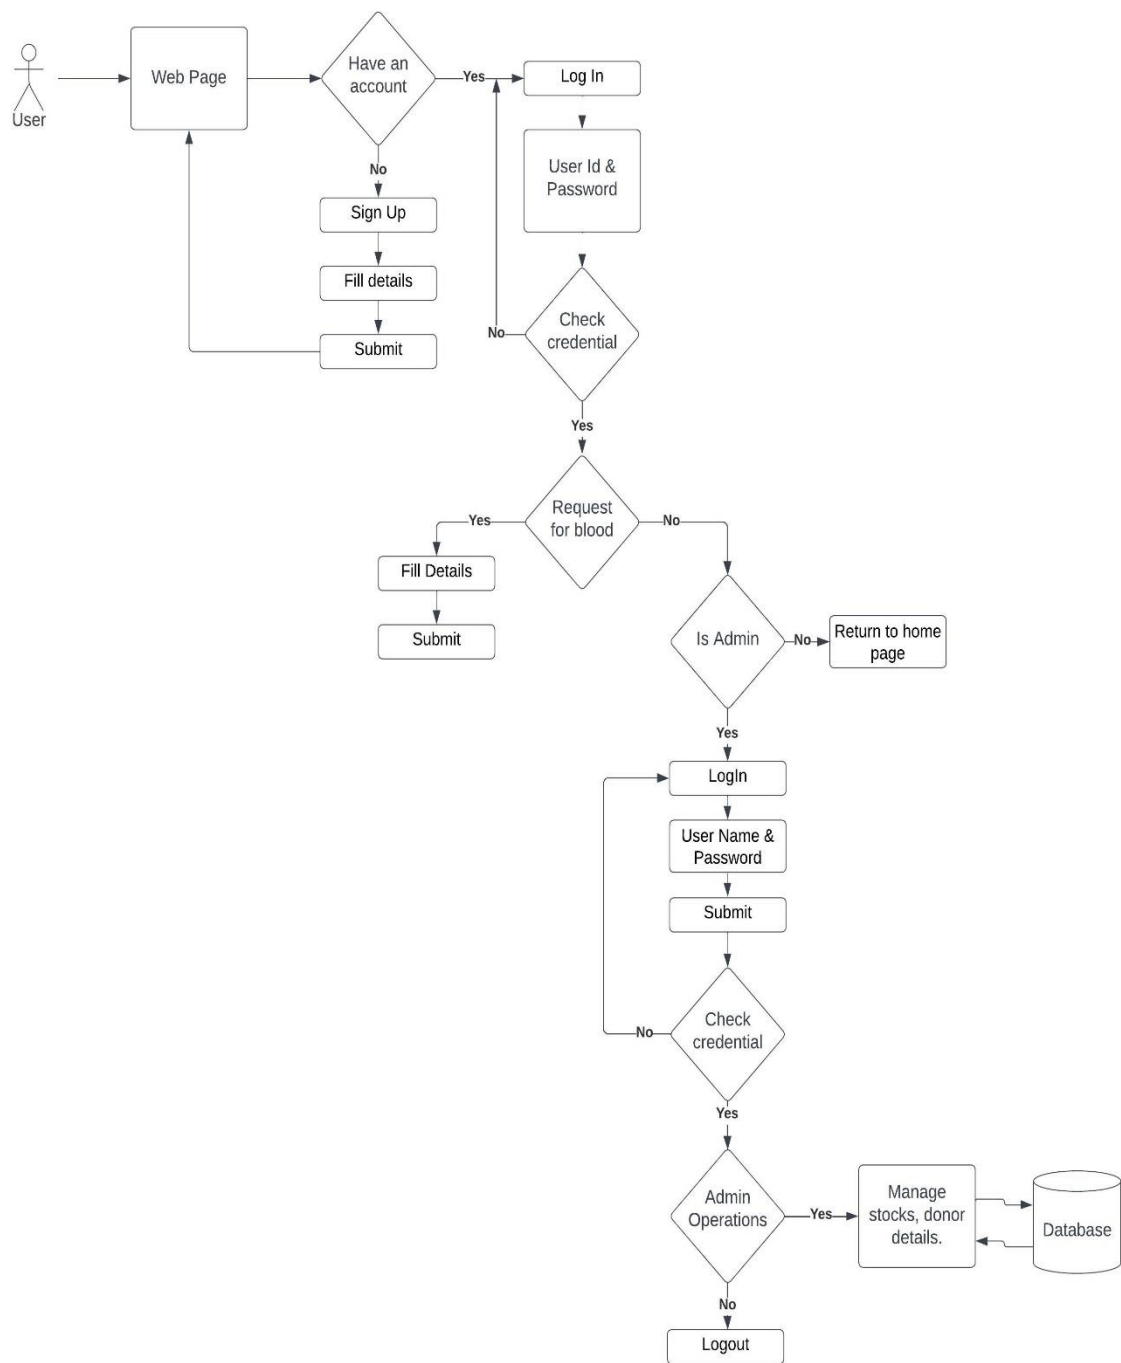 User
Web Page
Have an
account
Yes
Log In
User Id &
Password
No
Sign Up
Fill details
Submit
Check
credential
No
Yes
Request
for blood
Yes
Fill Details
Submit
No
Is Admin
No
Return to home
page
Yes
LogIn
User Name &
Password
Submit
Check
credential
No
Yes
Admin
Operations
Yes
Manage
stocks, donor
details.
Database
No
Logout